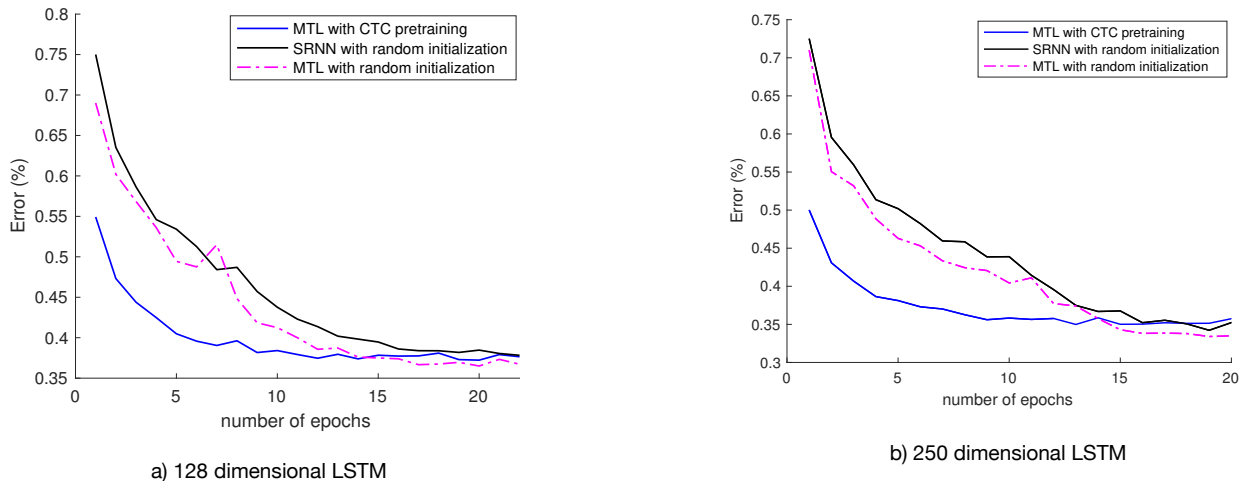 0.8
0.75
0.7
0.65
0.6
0.55
0.5
0.45
0.4
0.35
Error (%)
MTL with CTC pretraining
SRNN with random initialization
MTL with random initialization
0 5 10 15 20
number of epochs
a) 128 dimensional LSTM
0.75
0.7
0.65
0.6
0.55
0.5
0.45
0.4
0.35
0.3
Error (%)
MTL with CTC pretraining
SRNN with random initialization
MTL with random initialization
0 5 10 15 20
number of epochs
b) 250 dimensional LSTM